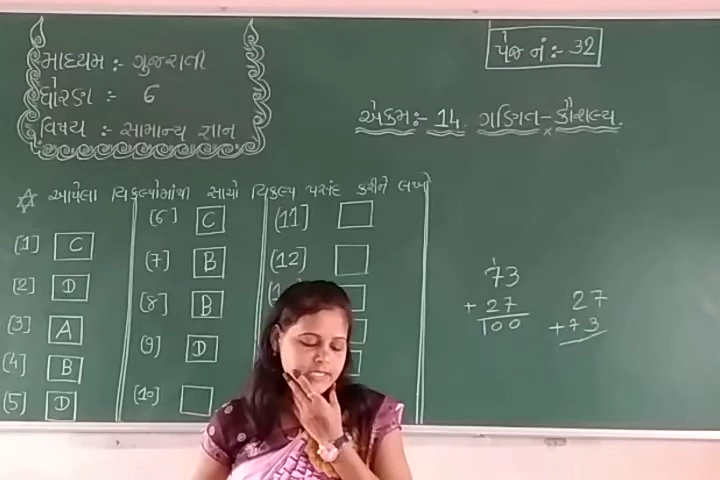 માધ્યમ :- ગુજરાતી
ધોરણ :- 6
વિષય :- સામાન્ય જ્ઞાન
પેજ નં :- 32
એકમ :- 14. ગણિત - કૌશલ્ય.
આપેલા વિકલ્પોમાંથી સાચો વિકલ્પ પસંદ કરીને લખો
[1] C
[2] D
[3] A
[4] B
[5] D
[6] C
[7] B
[8] B
[9] D
[10]
[11]
[12]
1
73
+ 27
100
27
+ 73